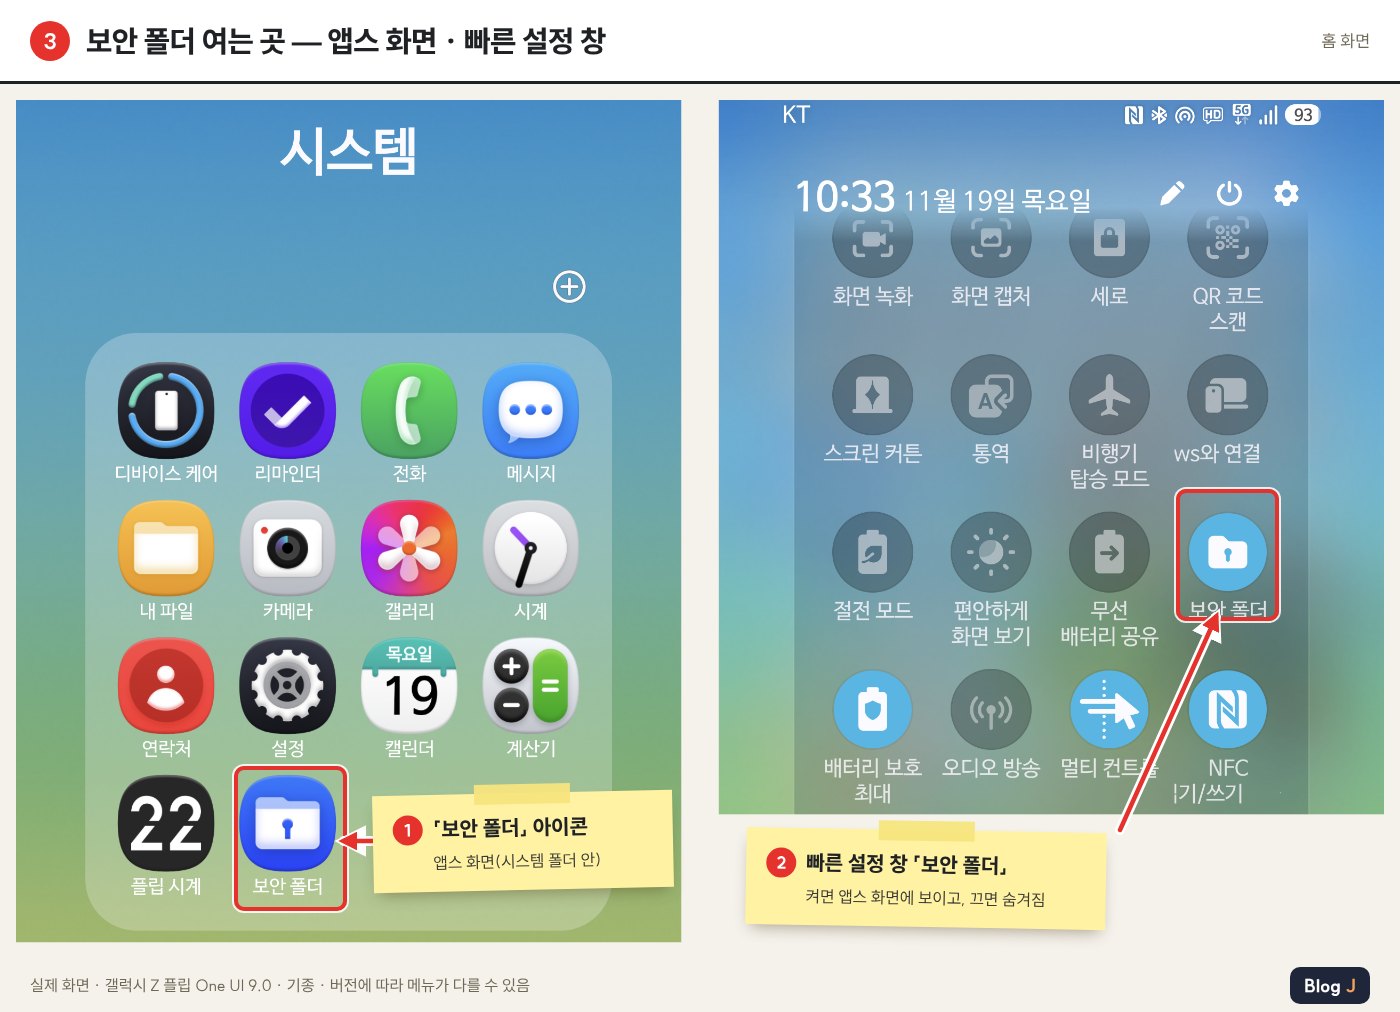 3 보안 폴더 여는 곳 — 앱스 화면 · 빠른 설정 창
홈 화면
시스템
디바이스 케어 리마인더 전화 메시지
내 파일 카메라 갤러리 시계
목요일
19
연락처 설정 캘린더 계산기
22
플립 시계 보안 폴더
1 「보안 폴더」 아이콘
앱스 화면(시스템 폴더 안)
KT
HD 5G 93
10:33 11월 19일 목요일
화면 녹화 화면 캡처 세로 QR 코드
스캔
A
스크린 커튼 통역 비행기 ws와 연결
탑승 모드
절전 모드 편안하게 무선 보안 폴더
화면 보기 배터리 공유
배터리 보호 오디오 방송 멀티 컨트롤 NFC
최대 기/쓰기
2 빠른 설정 창 「보안 폴더」
켜면 앱스 화면에 보이고, 끄면 숨겨짐
실제 화면 · 갤럭시 Z 플립 One UI 9.0 · 기종 · 버전에 따라 메뉴가 다를 수 있음
Blog J